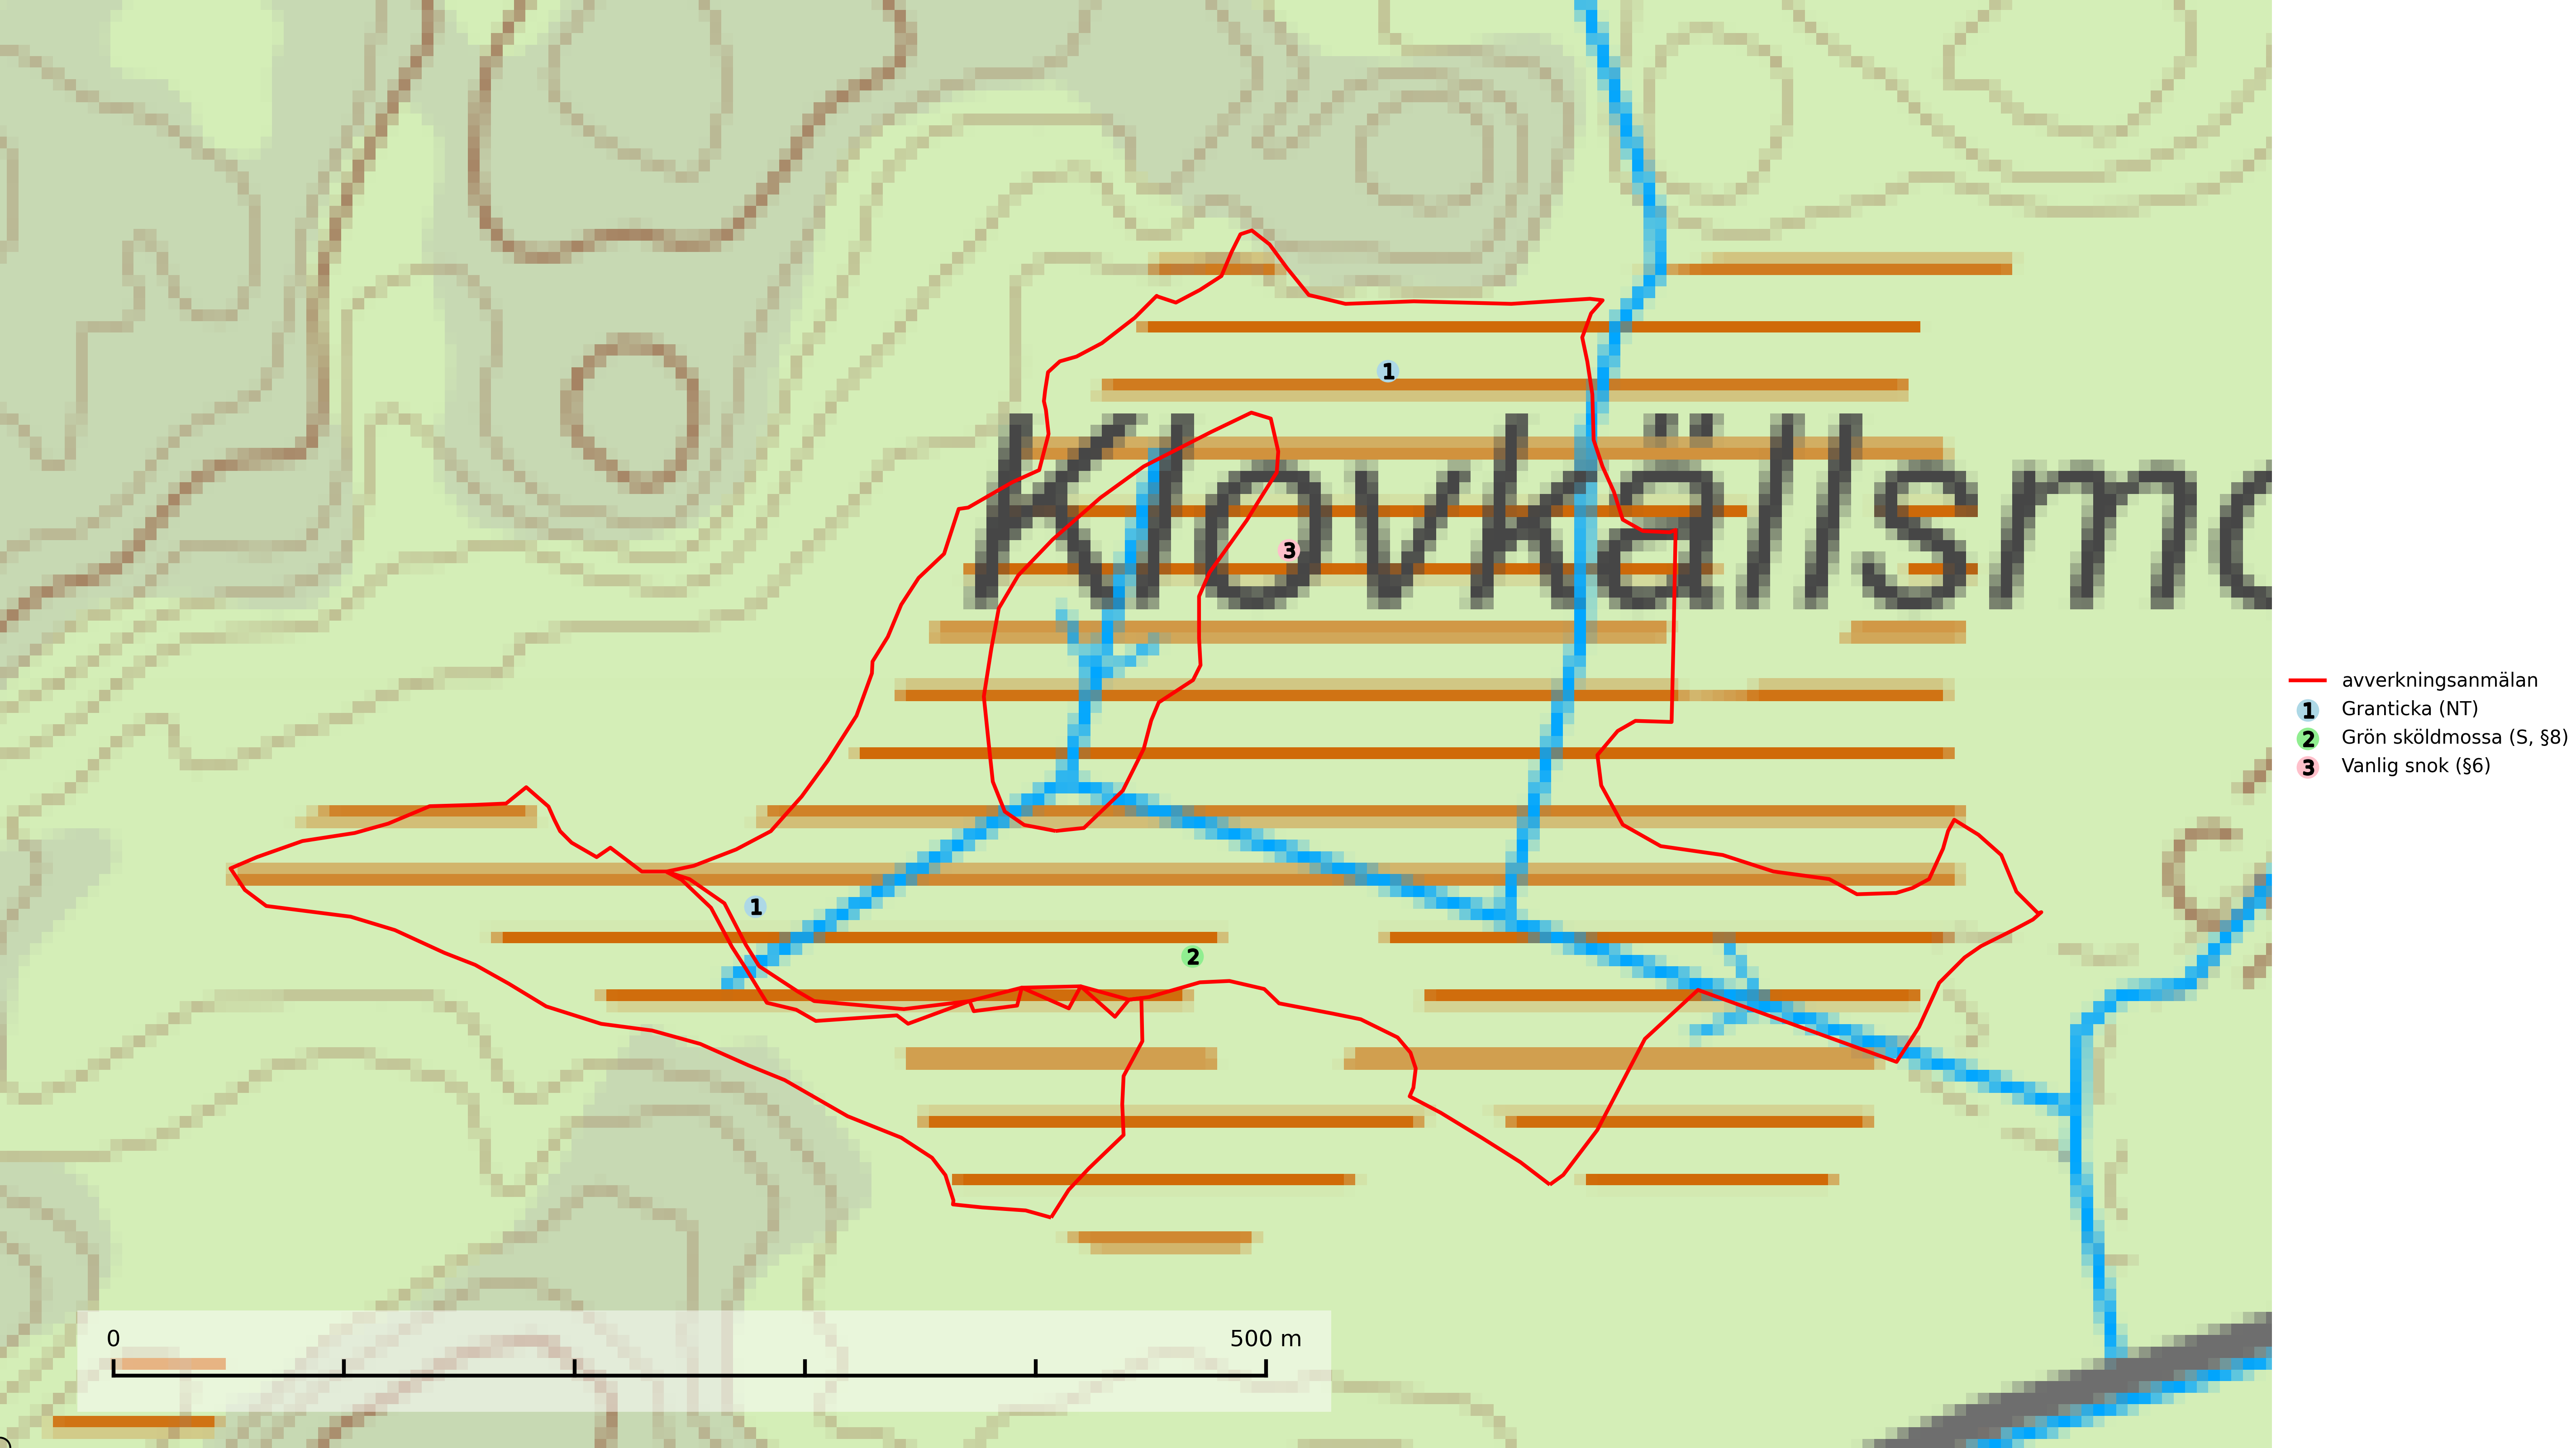 1
Klovkällsmo
3
avverkningsanmälan
1 Granticka (NT)
2 Grön sköldmossa (S, §8)
3 Vanlig snok (§6)
1
2
0 500 m